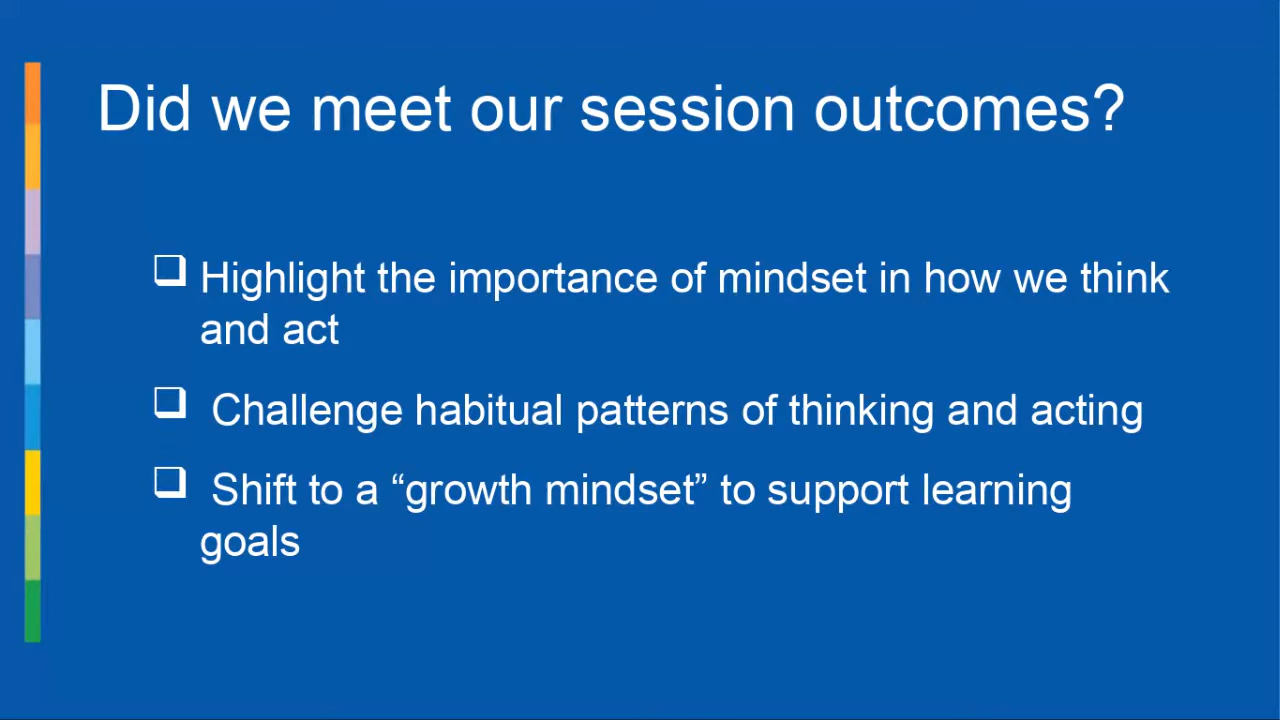 Did we meet our session outcomes?
❑ Highlight the importance of mindset in how we think
and act
❑ Challenge habitual patterns of thinking and acting
❑ Shift to a “growth mindset” to support learning
goals